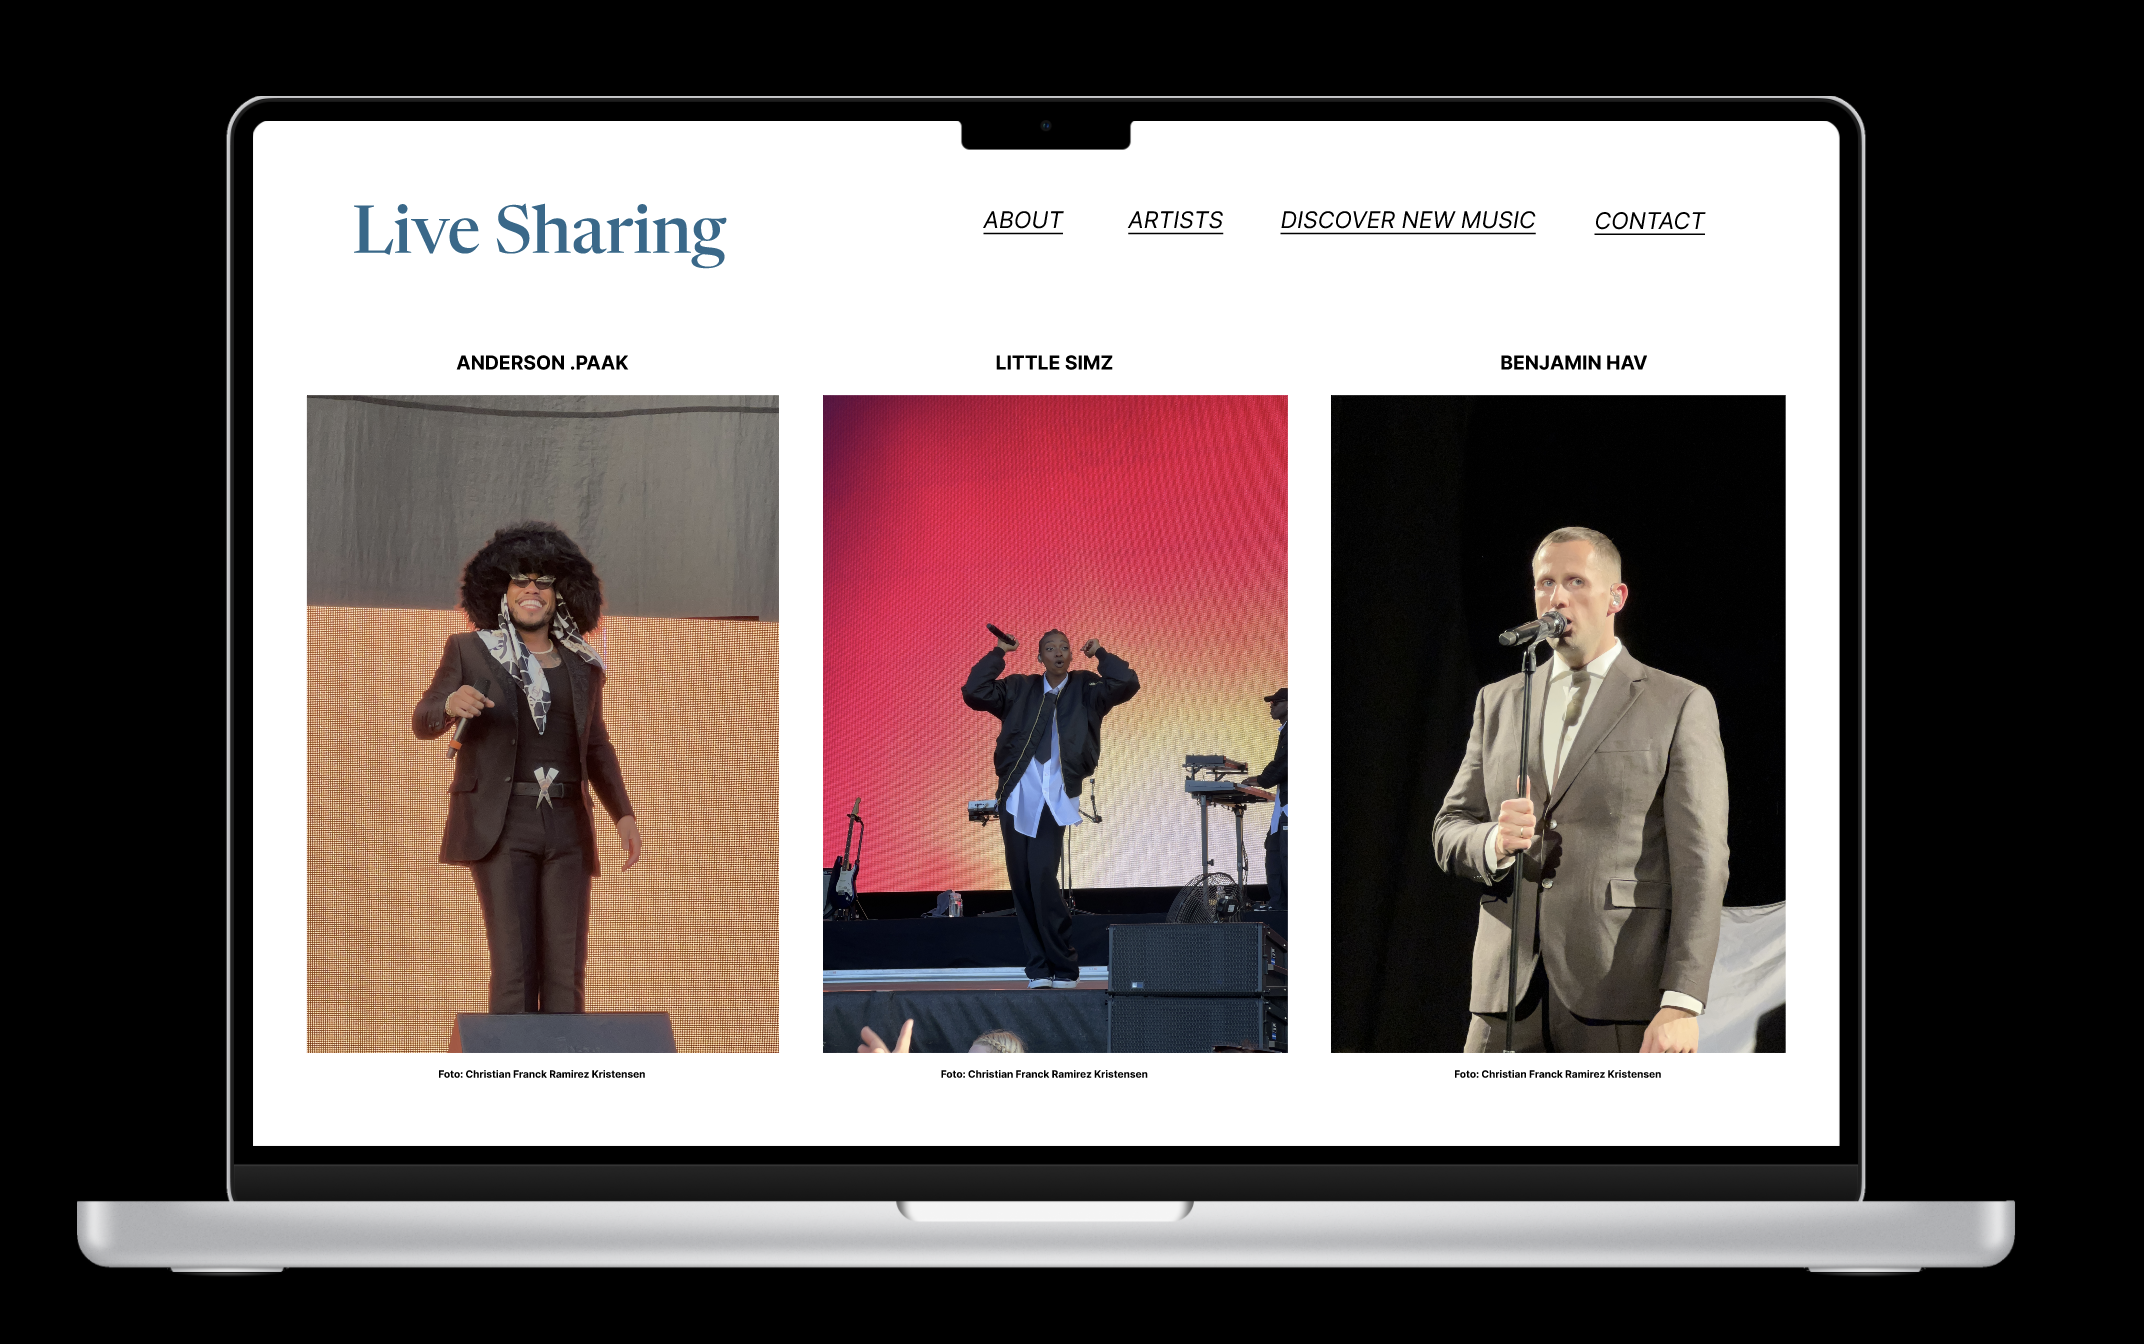 Live Sharing
ABOUT ARTISTS DISCOVER NEW MUSIC CONTACT
ANDERSON .PAAK
LITTLE SIMZ
BENJAMIN HAV
Foto: Christian Franck Ramirez Kristensen
Foto: Christian Franck Ramirez Kristensen
Foto: Christian Franck Ramirez Kristensen